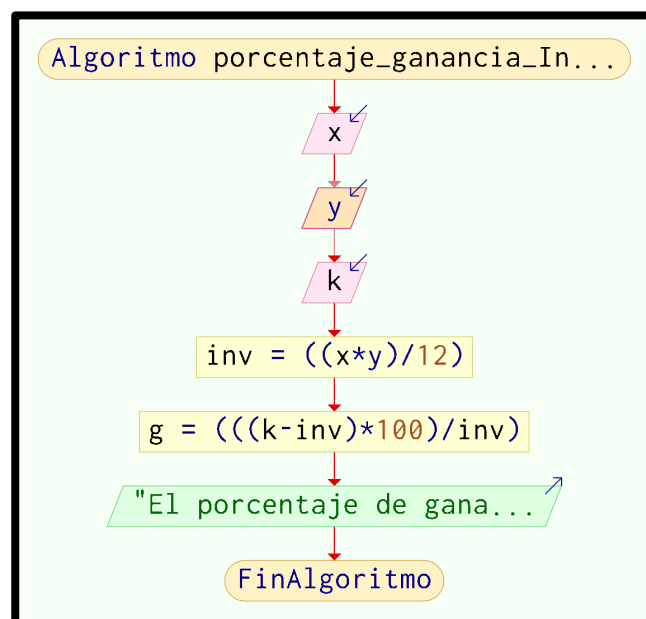 Algoritmo porcentaje_ganancia_In...
x
y
k
inv = ((x*y)/12)
g = (((k-inv)*100)/inv)
"El porcentaje de gana...
FinAlgoritmo